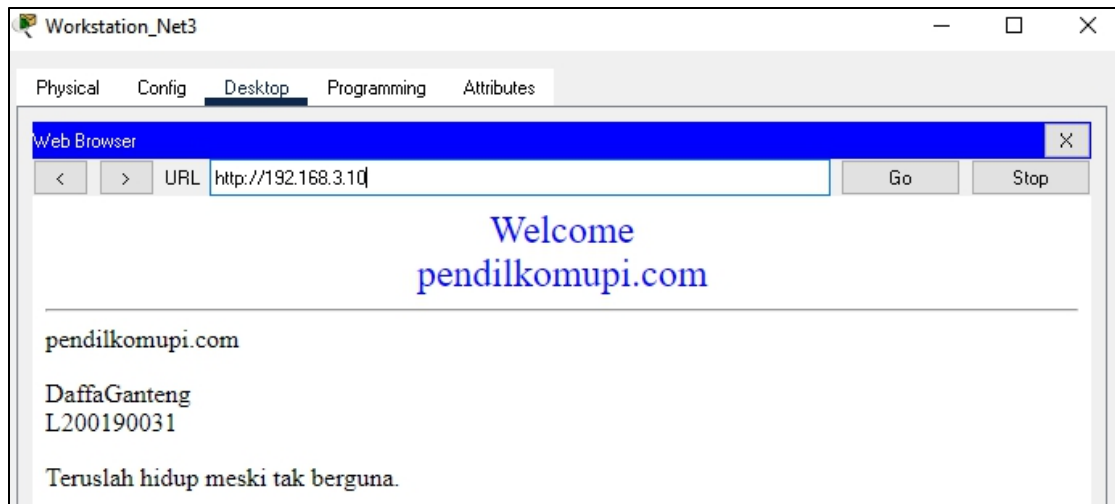 Workstation_Net3
Physical Config Desktop Programming Attributes
Web Browser X
< > URL http://192.168.3.10 Go Stop
Welcome
pendilkomupi.com
pendilkomupi.com
DaffaGanteng
L200190031
Teruslah hidup meski tak berguna.